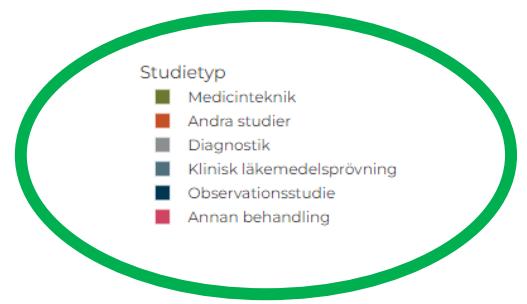 Studietyp
Medicinteknik
Andra studier
Diagnostik
Klinisk läkemedelsprövning
Observationsstudie
Annan behandling